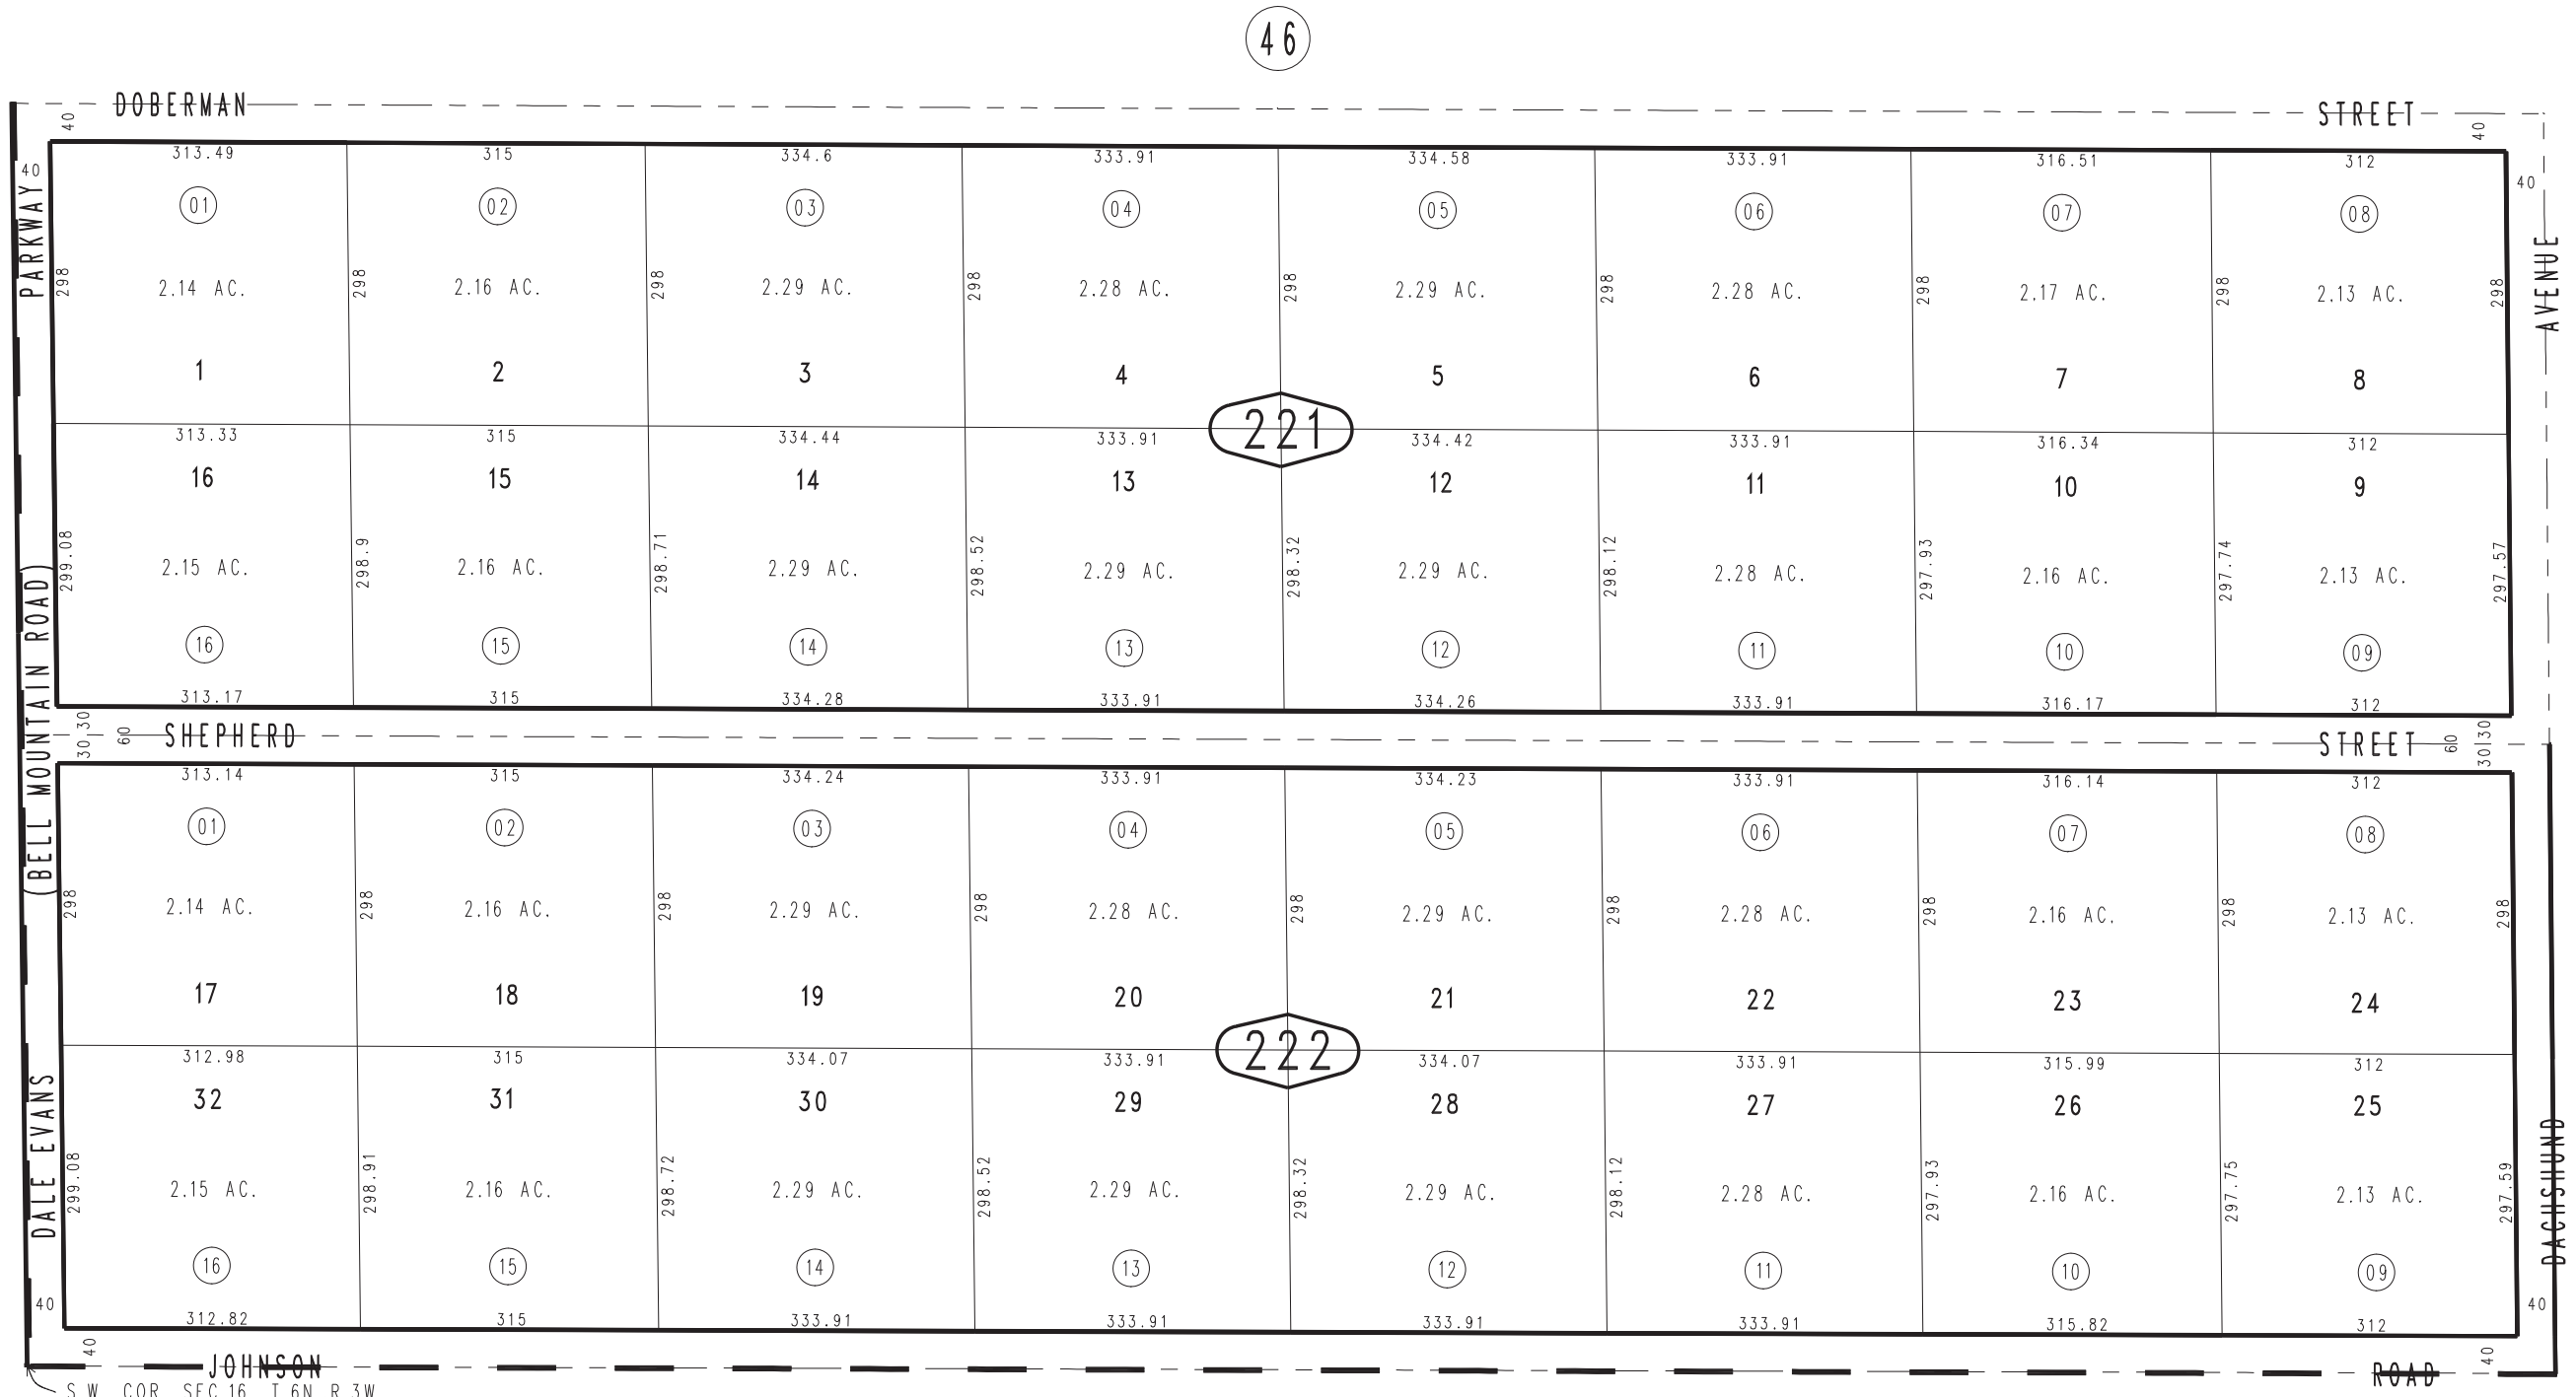 46
DOBERMAN STREET
40 40
313.49 315 334.6 333.91 334.58 333.91 316.51 312
40 40
01 02 03 04 05 06 07 08
PARKWAY
AVENUE
298 298 298 298 298 298 298 298 298
2.14 AC. 2.16 AC. 2.29 AC. 2.28 AC. 2.29 AC. 2.28 AC. 2.17 AC. 2.13 AC.
1 2 3 4 5 6 7 8
221
313.33 315 334.44 333.91 334.42 333.91 316.34 312
16 15 14 13 12 11 10 9
299.08 298.9 298.71 298.52 298.32 298.12 297.93 297.74 297.57
2.15 AC. 2.16 AC. 2.29 AC. 2.29 AC. 2.29 AC. 2.28 AC. 2.16 AC. 2.13 AC.
16 15 14 13 12 11 10 09
313.17 315 334.28 333.91 334.26 333.91 316.17 312
(BELL MOUNTAIN ROAD)
30 30 60 SHEPHERD STREET 60 30 30
313.14 315 334.24 333.91 334.23 333.91 316.14 312
01 02 03 04 05 06 07 08
298 298 298 298 298 298 298 298 298
2.14 AC. 2.16 AC. 2.29 AC. 2.28 AC. 2.29 AC. 2.28 AC. 2.16 AC. 2.13 AC.
17 18 19 20 21 22 23 24
222
312.98 315 334.07 333.91 334.07 333.91 315.99 312
32 31 30 29 28 27 26 25
DALE EVANS
DACHSHUND
299.08 298.91 298.72 298.52 298.32 298.12 297.93 297.75 297.59
2.15 AC. 2.16 AC. 2.29 AC. 2.29 AC. 2.29 AC. 2.28 AC. 2.16 AC. 2.13 AC.
16 15 14 13 12 11 10 09
40 40
312.82 315 333.91 333.91 333.91 333.91 315.82 312
40 40
JOHNSON ROAD
S.W. COR. SEC.16 T.6N. R.3W.